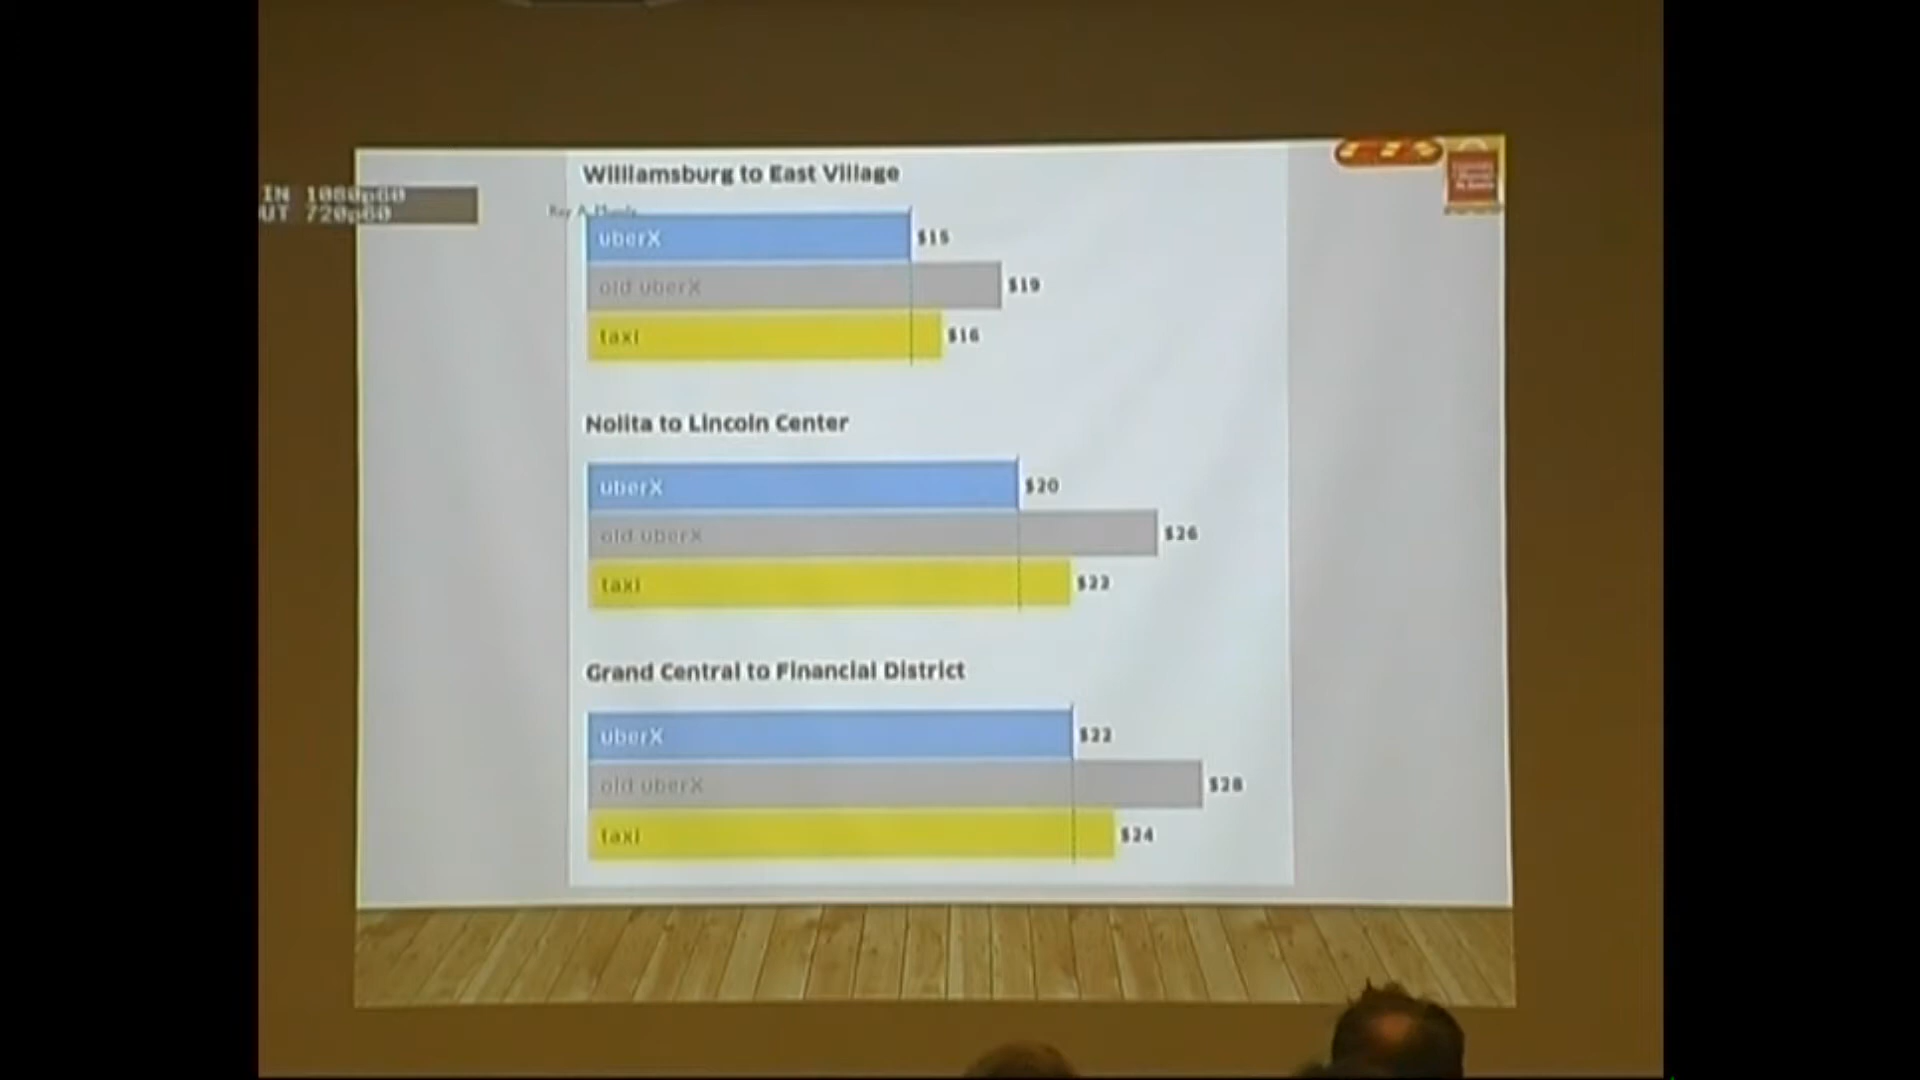 Williamsburg to East Village
IN 1080p60
UT 720p60
Ray A.
uberX $15
old uberX $19
taxi $16
Nolita to Lincoln Center
uberX $20
old uberX $26
taxi $22
Grand Central to Financial District
uberX $22
old uberX $28
taxi $24